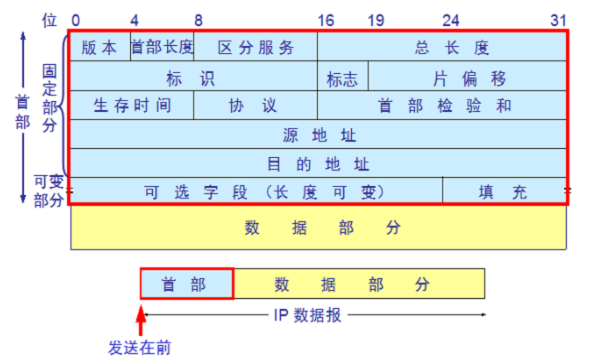 位 0 4 8 16 19 24 31
版 本 首部长度 区 分 服 务 总 长 度
标 识 标志 片 偏 移
生 存 时 间 协 议 首 部 检 验 和
源 地 址
目 的 地 址
可 选 字 段 （长 度 可 变） 填 充
数 据 部 分
首部
固定部分
可变部分
首 部 数 据 部 分
IP 数据报
发送在前